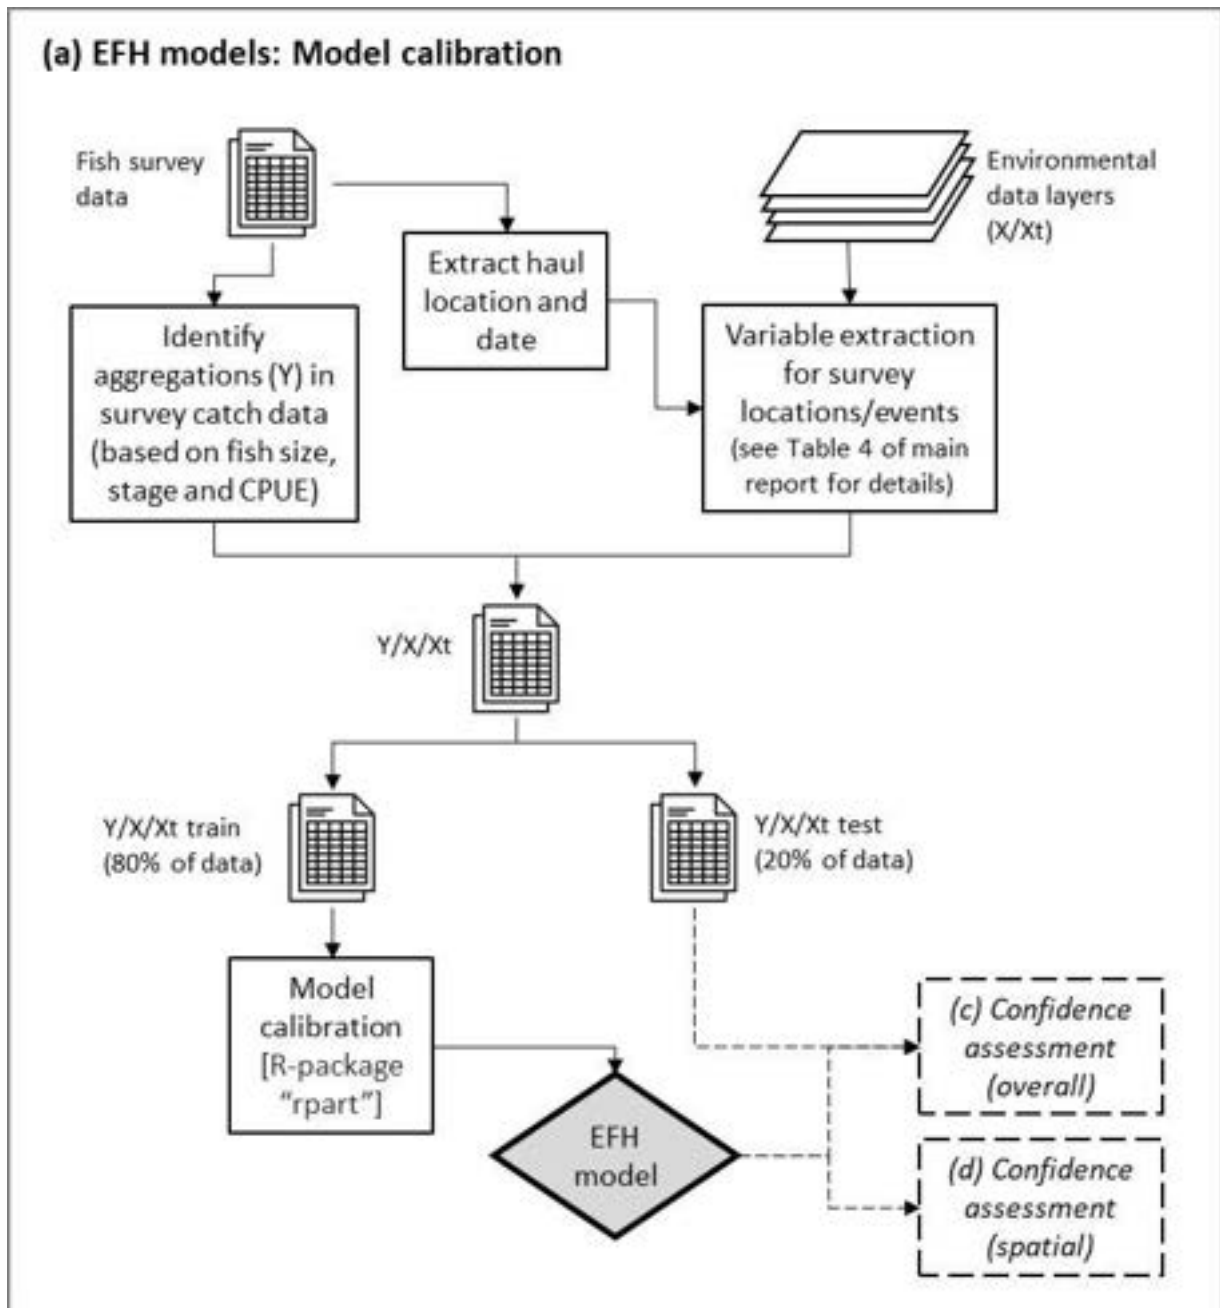 (a) EFH models: Model calibration
Fish survey
data
Environmental
data layers
(X/Xt)
Extract haul
location and
date
Identify
aggregations (Y) in
survey catch data
(based on fish size,
stage and CPUE)
Variable extraction
for survey
locations/events
(see Table 4 of main
report for details)
Y/X/Xt
Y/X/Xt train
(80% of data)
Y/X/Xt test
(20% of data)
Model
calibration
[R-package
“rpart”]
EFH
model
(c) Confidence
assessment
(overall)
(d) Confidence
assessment
(spatial)